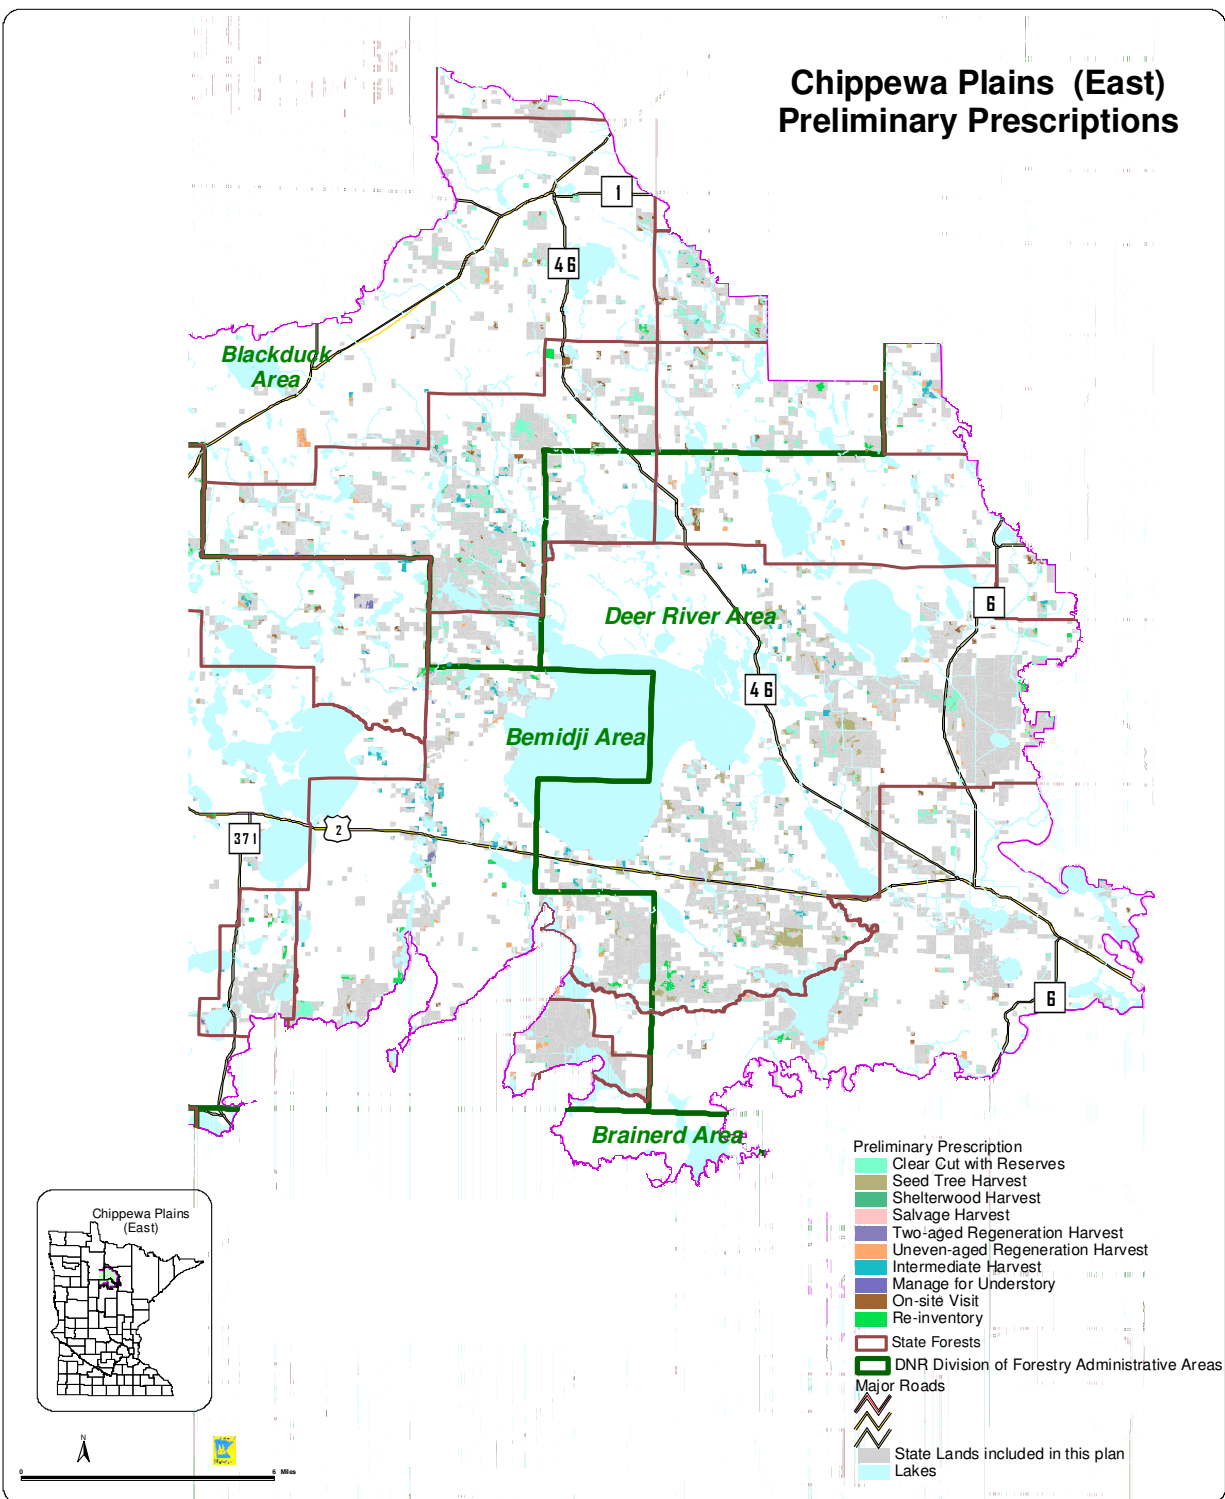 Chippewa Plains (East)
Preliminary Prescriptions
1
46
Blackduck
Area
6
Deer River Area
46
Bemidji Area
2
371
6
Brainerd Area
Preliminary Prescription
Clear Cut with Reserves
Seed Tree Harvest
Shelterwood Harvest
Salvage Harvest
Two-aged Regeneration Harvest
Uneven-aged Regeneration Harvest
Intermediate Harvest
Manage for Understory
On-site Visit
Re-inventory
State Forests
DNR Division of Forestry Administrative Areas
Major Roads
State Lands included in this plan
Lakes
Chippewa Plains
(East)
N
0 6 Miles